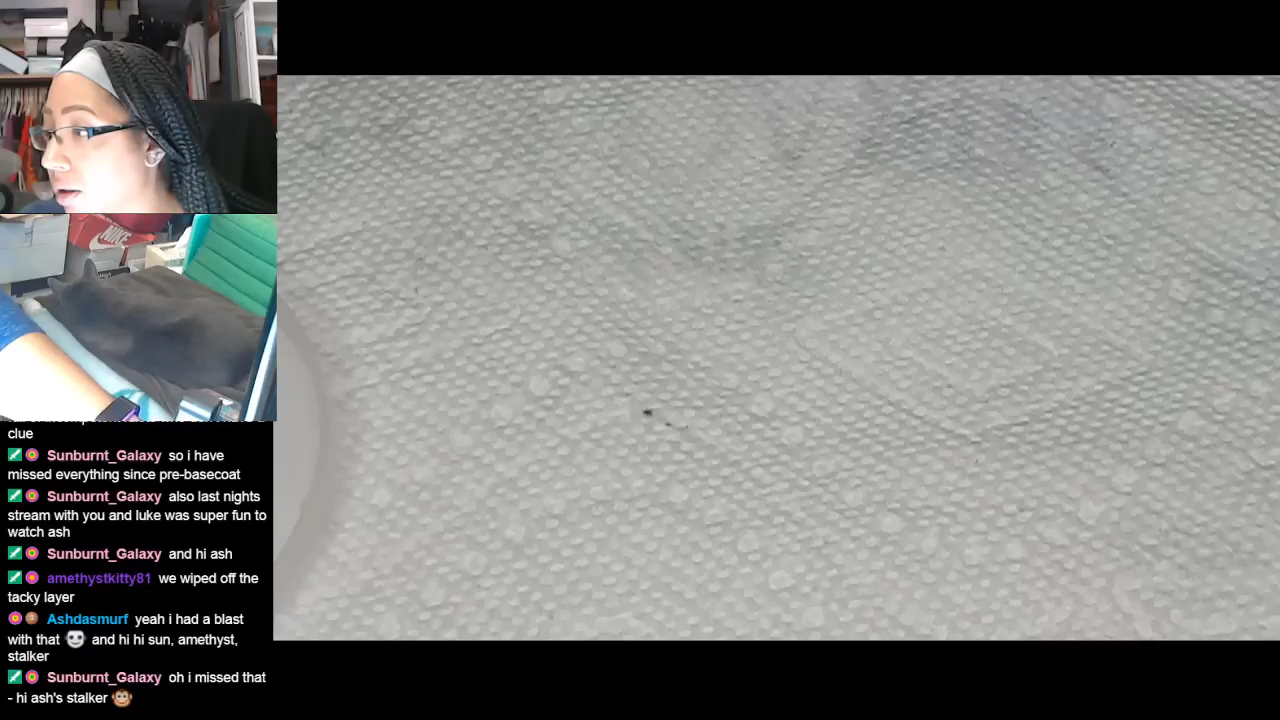 NIKE
clue
Sunburnt_Galaxy so i have
missed everything since pre-basecoat
Sunburnt_Galaxy also last nights
stream with you and luke was super fun to
watch ash
Sunburnt_Galaxy and hi ash
amethystkitty81 we wiped off the
tacky layer
Ashdasmurf yeah i had a blast
with that and hi hi sun, amethyst,
stalker
Sunburnt_Galaxy oh i missed that
- hi ash's stalker